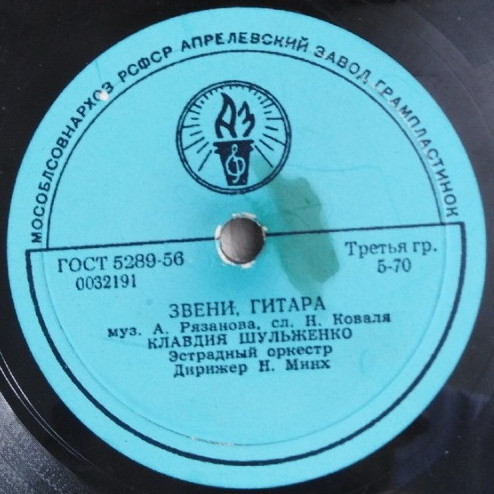 МОСОБЛСОВНАРХОЗ РСФСР АПРЕЛЕВСКИЙ ЗАВОД ГРАМПЛАСТИНОК
АЗ
ГОСТ 5289-56
0032191
Третья гр.
5-70
ЗВЕНИ, ГИТАРА
муз. А. Рязанова, сл. Н. Коваля
КЛАВДИЯ ШУЛЬЖЕНКО
Эстрадный оркестр
Дирижер Н. Минх